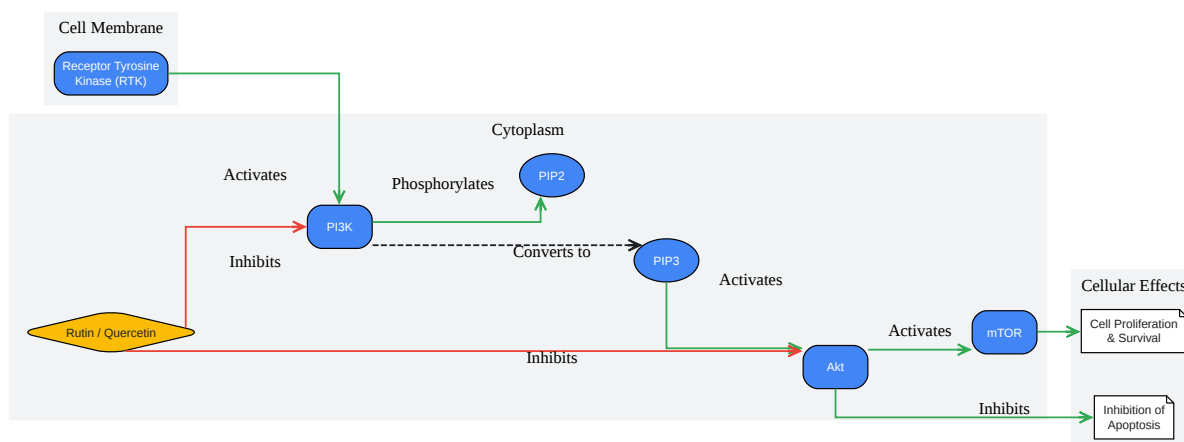 Cell Membrane
Receptor Tyrosine
Kinase (RTK)
Cytoplasm
Activates
Phosphorylates
PIP2
PI3K
Inhibits
Converts to
PIP3
Activates
Rutin / Quercetin
Inhibits
Akt
Activates
mTOR
Cellular Effects
Cell Proliferation
& Survival
Inhibits
Inhibition of
Apoptosis